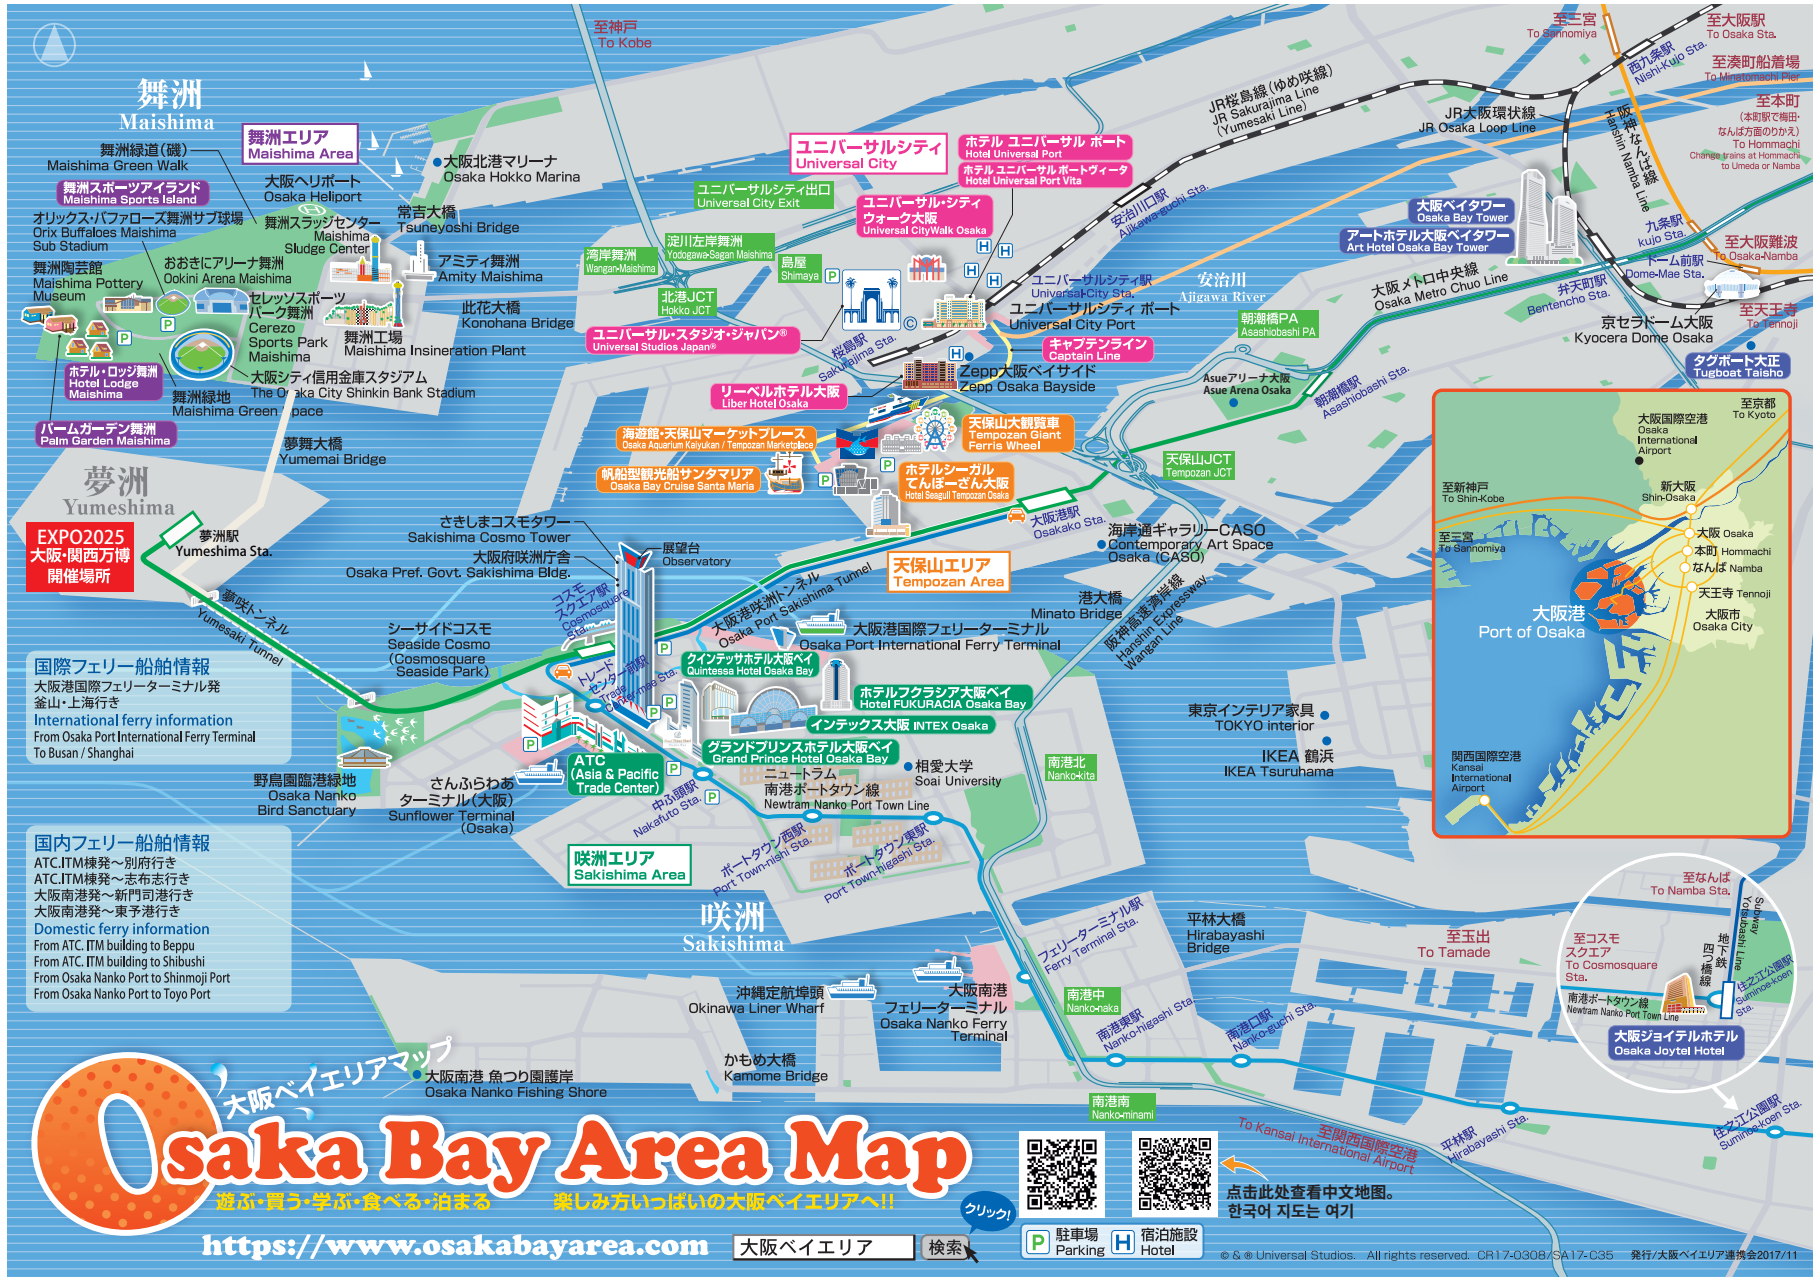 至神戸
To Kobe
至三宮
To Sannomiya
至大阪駅
To Osaka Sta.
西九条駅
Nishi-Kujo Sta.
至湊町船着場
To Minatomachi Pier
至本町
(本町駅で梅田・
なんば方面のりかえ)
To Hommachi
Change trains at Hommachi
to Umeda or Namba
JR桜島線(ゆめ咲線)
JR Sakurajima Line
(Yumesaki Line)
JR大阪環状線
JR Osaka Loop Line
阪神なんば線
Hanshin Namba Line
舞洲
Maishima
舞洲エリア
Maishima Area
舞洲緑道(磯)
Maishima Green Walk
舞洲スポーツアイランド
Maishima Sports Island
オリックス・バファローズ舞洲サブ球場
Orix Buffaloes Maishima
Sub Stadium
舞洲陶芸館
Maishima Pottery
Museum
大阪ヘリポート
Osaka Heliport
舞洲スラッジセンター
Maishima
Sludge Center
おおきにアリーナ舞洲
Ookini Arena Maishima
セレッソスポーツ
パーク舞洲
Cerezo
Sports Park
Maishima
大阪北港マリーナ
Osaka Hokko Marina
常吉大橋
Tsuneyoshi Bridge
アミティ舞洲
Amity Maishima
此花大橋
Konohana Bridge
舞洲工場
Maishima Insineration Plant
大阪シティ信用金庫スタジアム
The Osaka City Shinkin Bank Stadium
ホテル・ロッジ舞洲
Hotel Lodge
Maishima
舞洲緑地
Maishima Green Space
パームガーデン舞洲
Palm Garden Maishima
夢舞大橋
Yumemai Bridge
ユニバーサルシティ
Universal City
ホテル ユニバーサル ポート
Hotel Universal Port
ホテル ユニバーサル ポート ヴィータ
Hotel Universal Port Vita
ユニバーサルシティ出口
Universal City Exit
ユニバーサル・シティ
ウォーク大阪
Universal CityWalk Osaka
安治川口駅
Ajikawa-guchi Sta.
湾岸舞洲
Wangan-Maishima
淀川左岸舞洲
Yodogawa-Sagan Maishima
島屋
Shimaya
北港JCT
Hokko JCT
H
H
H
©
ユニバーサルシティ駅
Universal City Sta.
ユニバーサルシティ ポート
Universal City Port
ユニバーサル・スタジオ・ジャパン®
Universal Studios Japan®
桜島駅
Sakurajima Sta.
キャプテンライン
Captain Line
H
リーベルホテル大阪
Liber Hotel Osaka
Zepp大阪ベイサイド
Zepp Osaka Bayside
安治川
Ajigawa River
大阪ベイタワー
Osaka Bay Tower
アートホテル大阪ベイタワー
Art Hotel Osaka Bay Tower
大阪メトロ中央線
Osaka Metro Chuo Line
弁天町駅
Bentencho Sta.
九条駅
kujo Sta.
至大阪難波
To Osaka-Namba
ドーム前駅
Dome-Mae Sta.
京セラドーム大阪
Kyocera Dome Osaka
至天王寺
To Tennoji
タグボート大正
Tugboat Taisho
朝潮橋PA
Asashiobashi PA
Asueアリーナ大阪
Asue Arena Osaka
朝潮橋駅
Asashiobashi Sta.
天保山JCT
Tempozan JCT
海遊館・天保山マーケットプレース
Osaka Aquarium Kaiyukan / Tempozan Marketplace
天保山大観覧車
Tempozan Giant
Ferris Wheel
帆船型観光船サンタマリア
Osaka Bay Cruise Santa Maria
P
P
ホテルシーガル
てんぽーざん大阪
Hotel Seagull Tempozan Osaka
大阪港駅
Osakako Sta.
天保山エリア
Tempozan Area
海岸通ギャラリーCASO
Contemporary Art Space
Osaka (CASO)
港大橋
Minato Bridge
阪神高速湾岸線
Hanshin Expressway
Wangan Line
夢洲
Yumeshima
EXPO2025
大阪・関西万博
開催場所
夢洲駅
Yumeshima Sta.
夢咲トンネル
Yumesaki Tunnel
さきしまコスモタワー
Sakishima Cosmo Tower
大阪府咲洲庁舎
Osaka Pref. Govt. Sakishima Bldg.
展望台
Observatory
コスモ
スクエア駅
Cosmosquare
Sta.
大阪港咲洲トンネル
Osaka Port Sakishima Tunnel
シーサイドコスモ
Seaside Cosmo
(Cosmosquare
Seaside Park)
大阪港国際フェリーターミナル
Osaka Port International Ferry Terminal
トレード
センター前駅
Trade
Center-mae Sta.
クインテッサホテル大阪ベイ
Quintessa Hotel Osaka Bay
ホテルフクラシア大阪ベイ
Hotel FUKURACIA Osaka Bay
インテックス大阪 INTEX Osaka
グランドプリンスホテル大阪ベイ
Grand Prince Hotel Osaka Bay
ATC
(Asia & Pacific
Trade Center)
P
P
P
P
P
P
国際フェリー船舶情報
大阪港国際フェリーターミナル発
釜山・上海行き
International ferry information
From Osaka Port International Ferry Terminal
To Busan / Shanghai
野鳥園臨港緑地
Osaka Nanko
Bird Sanctuary
さんふらわあ
ターミナル(大阪)
Sunflower Terminal
(Osaka)
中ふ頭駅
Nakafuto Sta.
ニュートラム
南港ポートタウン線
Newtram Nanko Port Town Line
相愛大学
Soai University
南港北
Nanko-kita
東京インテリア家具
TOKYO interior
IKEA 鶴浜
IKEA Tsuruhama
ポートタウン西駅
Port Town-nishi Sta.
ポートタウン東駅
Port Town-higashi Sta.
咲洲エリア
Sakishima Area
咲洲
Sakishima
国内フェリー船舶情報
ATC.ITM棟発〜別府行き
ATC.ITM棟発〜志布志行き
大阪南港発〜新門司港行き
大阪南港発〜東予港行き
Domestic ferry information
From ATC. ITM building to Beppu
From ATC. ITM building to Shibushi
From Osaka Nanko Port to Shinmoji Port
From Osaka Nanko Port to Toyo Port
至京都
To Kyoto
大阪国際空港
Osaka
International
Airport
至新神戸
To Shin-Kobe
新大阪
Shin-Osaka
至三宮
To Sannomiya
大阪 Osaka
本町 Hommachi
なんば Namba
天王寺 Tennoji
大阪港
Port of Osaka
大阪市
Osaka City
関西国際空港
Kansai
International
Airport
フェリーターミナル駅
Ferry Terminal Sta.
平林大橋
Hirabayashi
Bridge
至玉出
To Tamade
沖縄定航埠頭
Okinawa Liner Wharf
大阪南港
フェリーターミナル
Osaka Nanko Ferry
Terminal
南港中
Nanko-naka
南港東駅
Nanko-higashi Sta.
南港口駅
Nanko-guchi Sta.
至なんば
To Namba Sta.
至コスモ
スクエア
To Cosmosquare
Sta.
地下鉄
四つ橋線
Subway
Yotsubashi Line
住之江公園駅
Suminoe-koen
Sta.
南港ポートタウン線
Newtram Nanko Port Town Line
大阪ジョイテルホテル
Osaka Joytel Hotel
かもめ大橋
Kamome Bridge
大阪南港 魚つり園護岸
Osaka Nanko Fishing Shore
南港南
Nanko-minami
至関西国際空港
To Kansai International Airport
平林駅
Hirabayashi Sta.
住之江公園駅
Suminoe-koen Sta.
大阪ベイエリアマップ
Osaka Bay Area Map
遊ぶ・買う・学ぶ・食べる・泊まる 楽しみ方いっぱいの大阪ベイエリアへ!!
https://www.osakabayarea.com
大阪ベイエリア
検索
クリック!
点击此处查看中文地图。
한국어 지도는 여기
P 駐車場
Parking
H 宿泊施設
Hotel
© & ® Universal Studios. All rights reserved. CR17-0308/SA17-C35 発行/大阪ベイエリア連携会2017/11